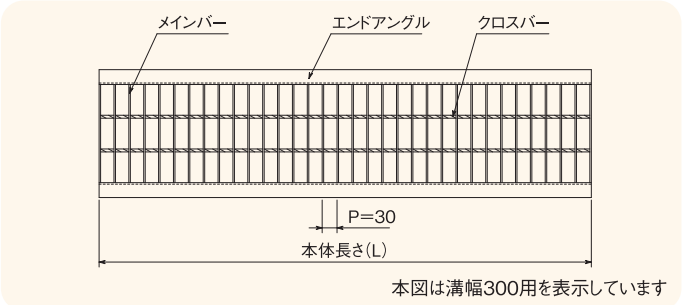 メインバー
エンドアングル
クロスバー
P=30
本体長さ(L)
本図は溝幅300用を表示しています